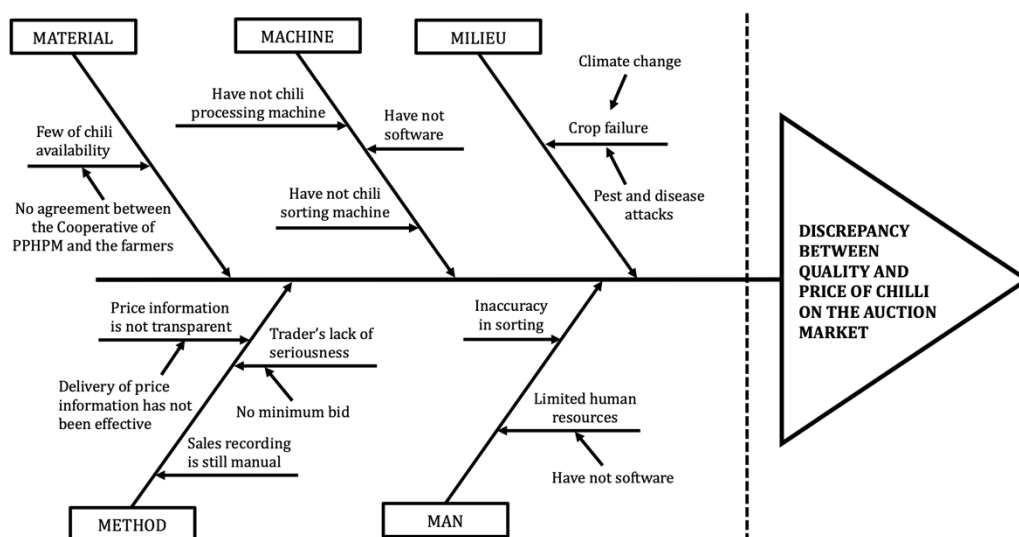 MATERIAL
MACHINE
MILIEU
Climate change
Have not chili
processing machine
Have not
software
Few of chili
availability
Crop failure
Pest and disease
attacks
Have not chili
sorting machine
No agreement between
the Cooperative of
PPHPM and the farmers
DISCREPANCY
BETWEEN
QUALITY AND
PRICE OF CHILLI
ON THE AUCTION
MARKET
Price information
is not transparent
Trader's lack of
seriousness
Inaccuracy
in sorting
Delivery of price
information has not
been effective
No minimum bid
Limited human
resources
Sales recording
is still manual
Have not software
METHOD
MAN